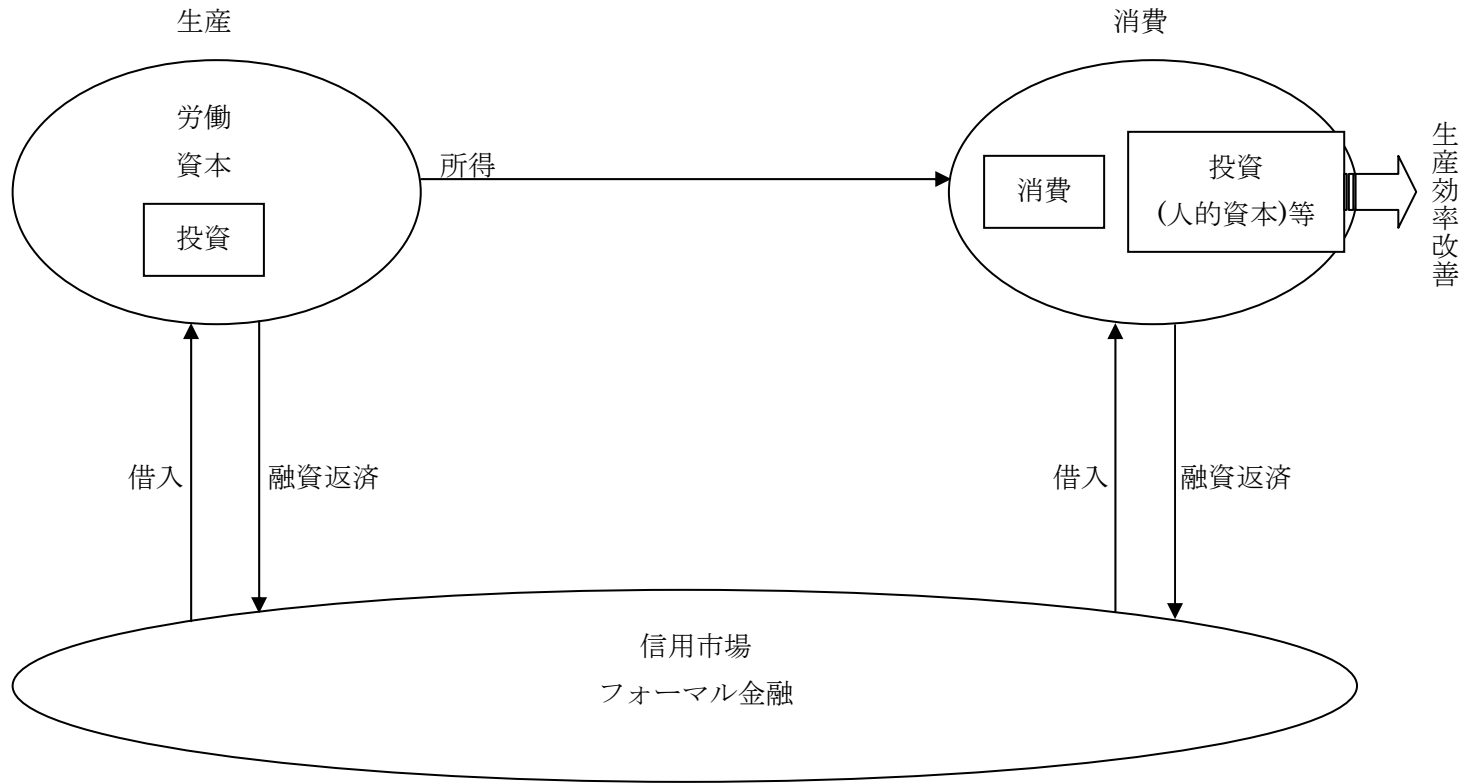 生産
消費
労働
資本
投資
所得
消費
投資
(人的資本)等
生産効率改善
借入
融資返済
借入
融資返済
信用市場
フォーマル金融